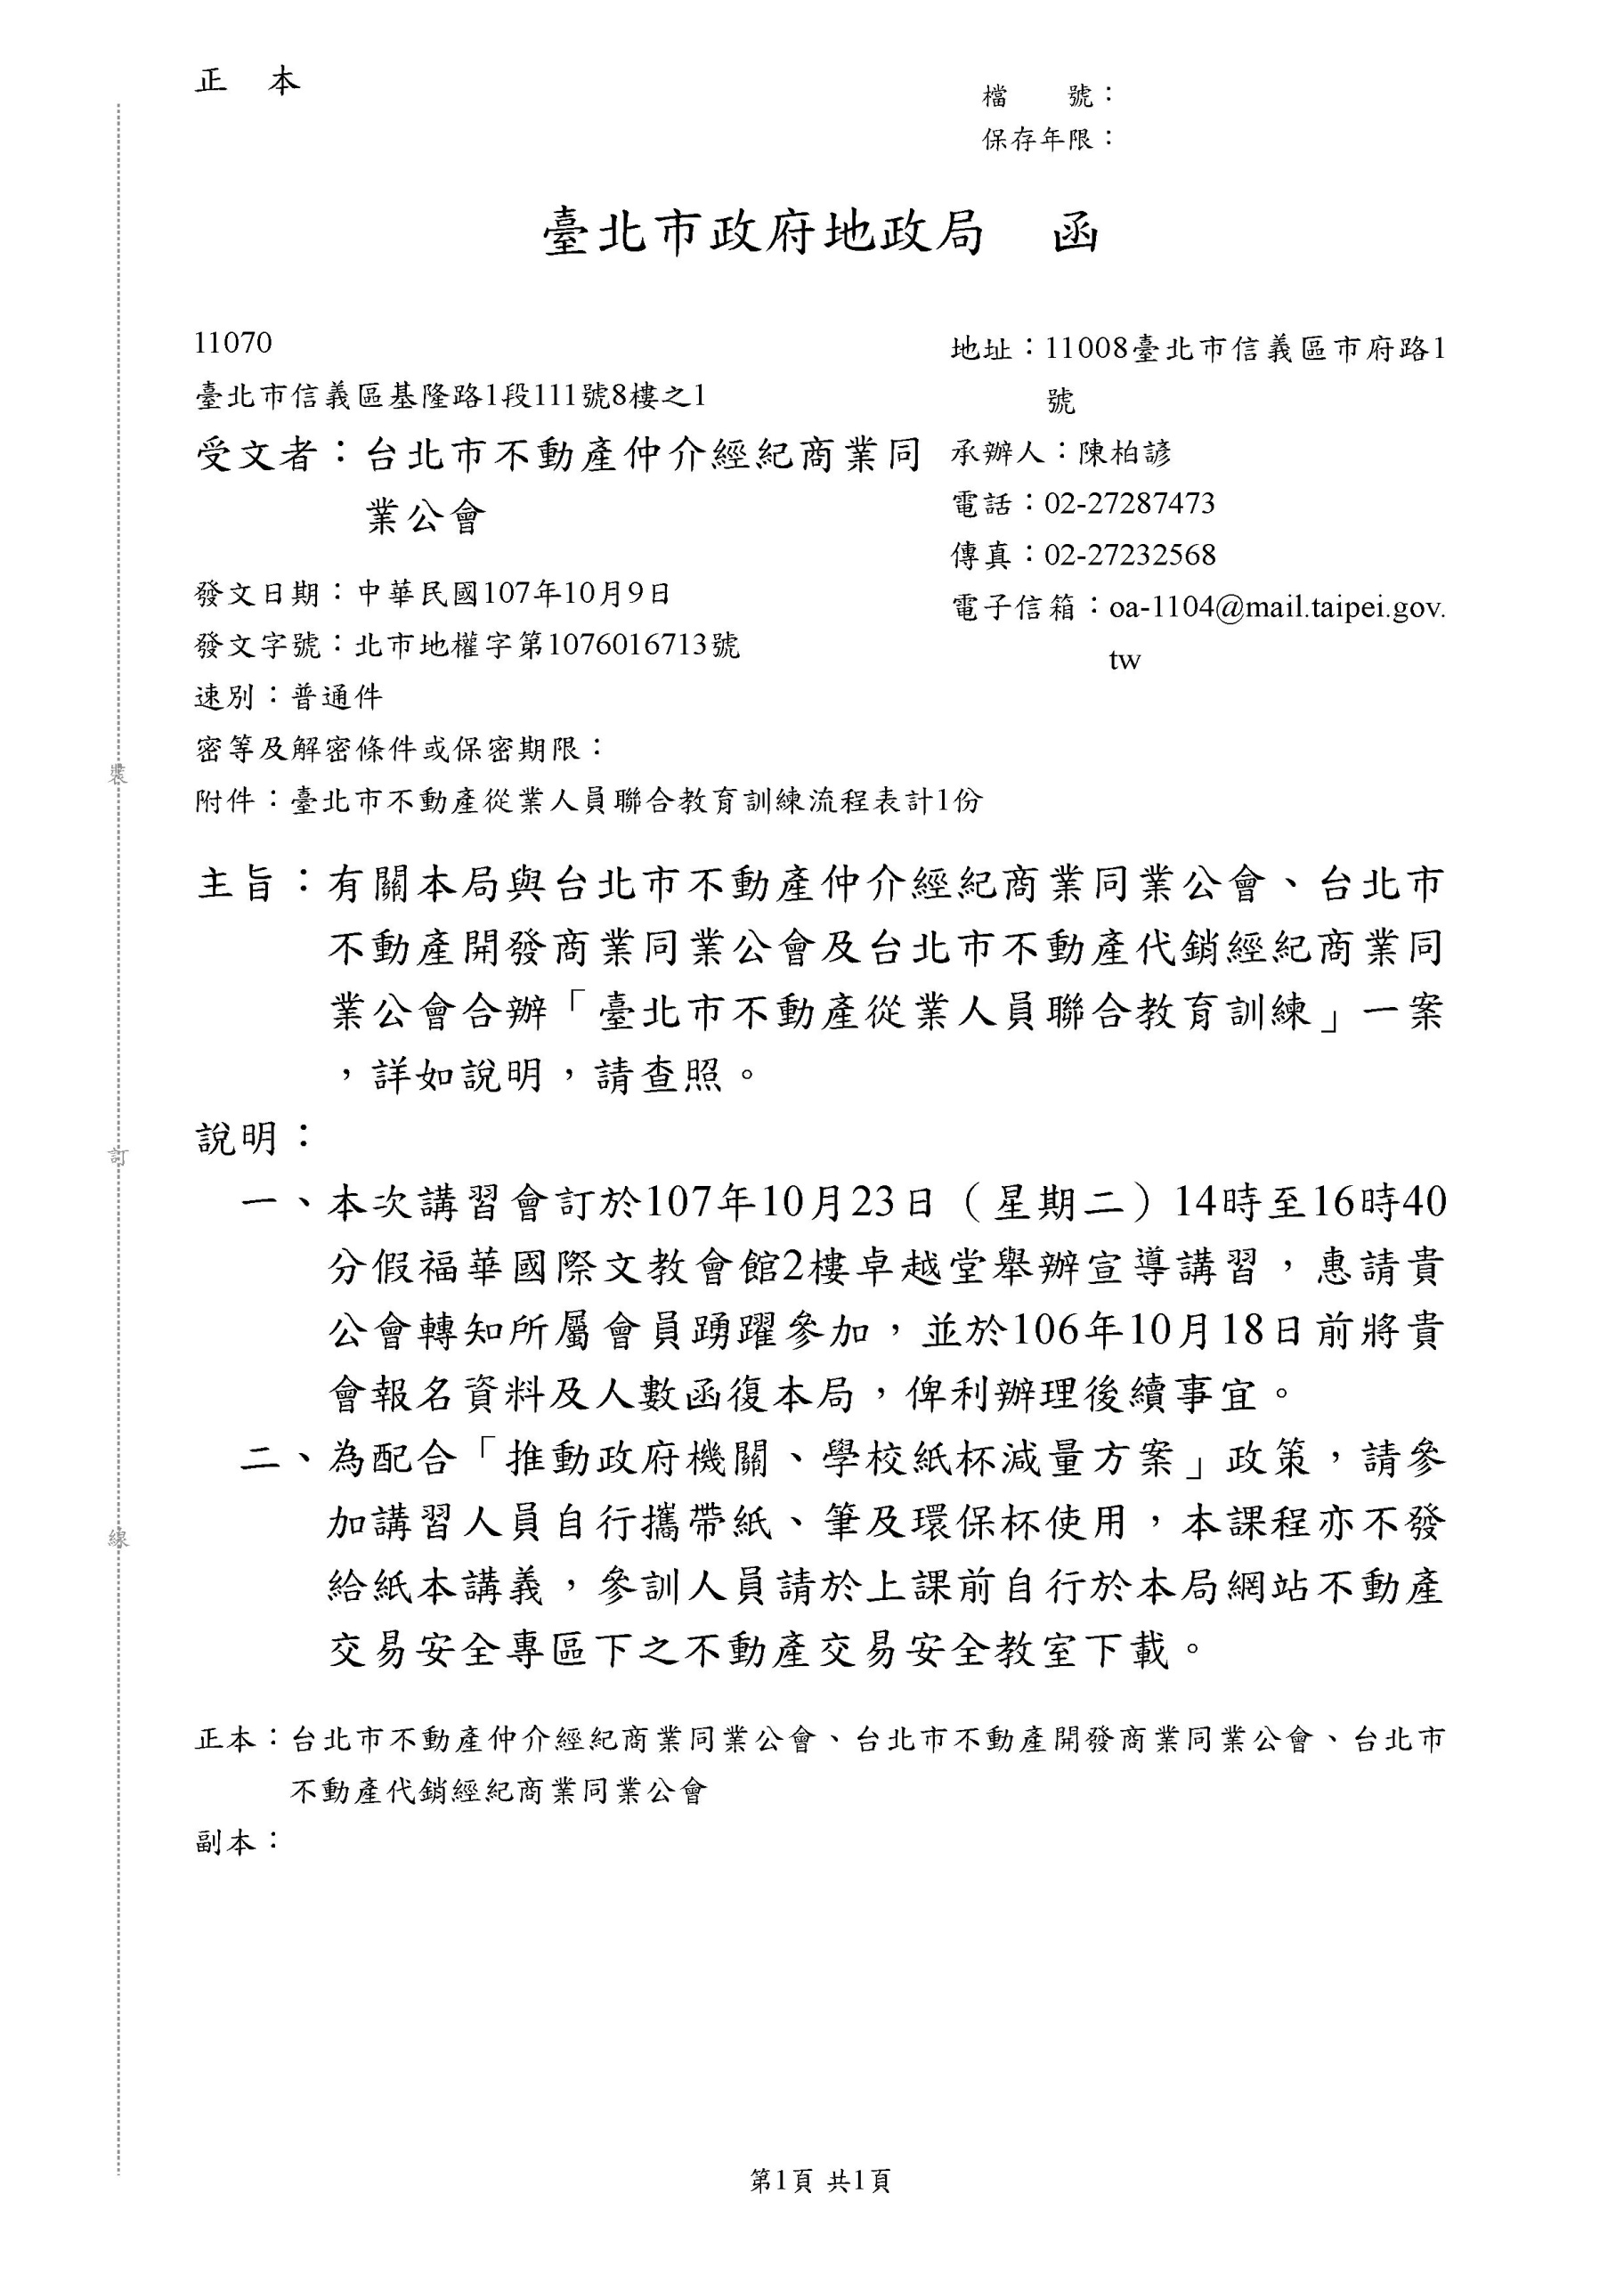 正　本
檔　　號：
保存年限：
臺北市政府地政局　函
11070
臺北市信義區基隆路1段111號8樓之1
受文者：台北市不動產仲介經紀商業同
業公會
地址：11008臺北市信義區市府路1
號
承辦人：陳柏諺
電話：02-27287473
傳真：02-27232568
電子信箱：oa-1104@mail.taipei.gov.
tw
發文日期：中華民國107年10月9日
發文字號：北市地權字第1076016713號
速別：普通件
密等及解密條件或保密期限：
附件：臺北市不動產從業人員聯合教育訓練流程表計1份
主旨：有關本局與台北市不動產仲介經紀商業同業公會、台北市
不動產開發商業同業公會及台北市不動產代銷經紀商業同
業公會合辦「臺北市不動產從業人員聯合教育訓練」一案
，詳如說明，請查照。
說明：
一、本次講習會訂於107年10月23日（星期二）14時至16時40
分假福華國際文教會館2樓卓越堂舉辦宣導講習，惠請貴
公會轉知所屬會員踴躍參加，並於106年10月18日前將貴
會報名資料及人數函復本局，俾利辦理後續事宜。
二、為配合「推動政府機關、學校紙杯減量方案」政策，請參
加講習人員自行攜帶紙、筆及環保杯使用，本課程亦不發
給紙本講義，參訓人員請於上課前自行於本局網站不動產
交易安全專區下之不動產交易安全教室下載。
正本：台北市不動產仲介經紀商業同業公會、台北市不動產開發商業同業公會、台北市
不動產代銷經紀商業同業公會
副本：
裝
訂
線
第1頁 共1頁